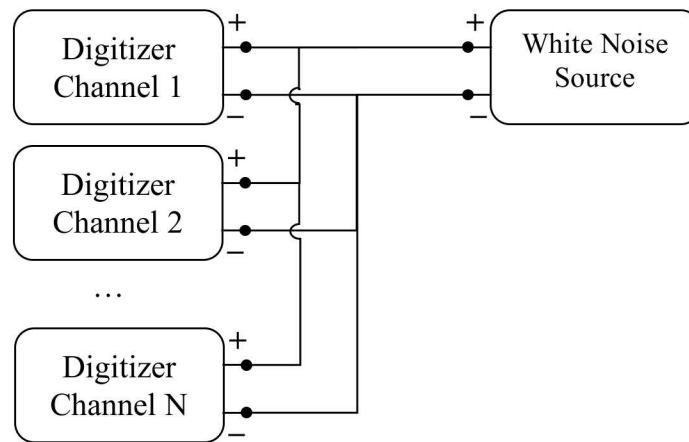 +
Digitizer
Channel 1
−
+
White Noise
Source
−
+
Digitizer
Channel 2
−
...
+
Digitizer
Channel N
−